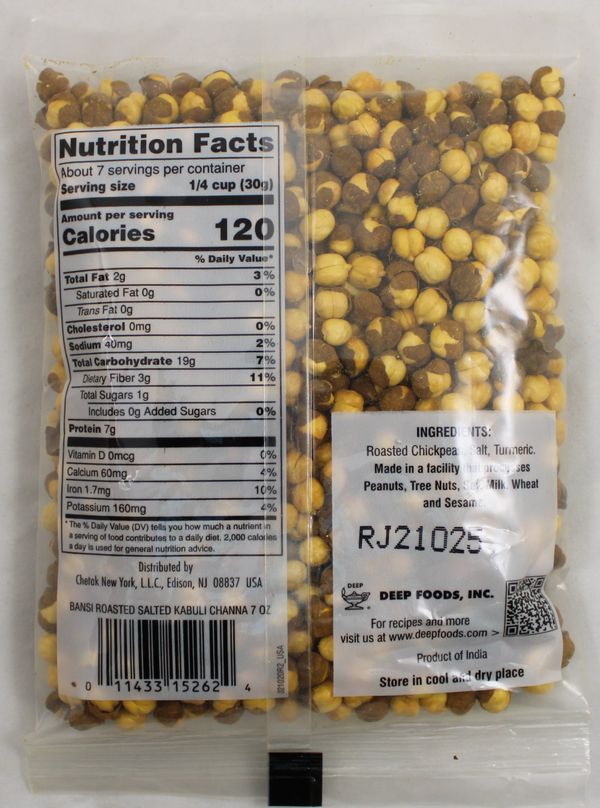 Nutrition Facts
About 7 servings per container
Serving size 1/4 cup (30g)
Amount per serving
Calories 120
% Daily Value*
Total Fat 2g 3%
Saturated Fat 0g 0%
Trans Fat 0g
Cholesterol 0mg 0%
Sodium 40mg 2%
Total Carbohydrate 19g 7%
Dietary Fiber 3g 11%
Total Sugars 1g
Includes 0g Added Sugars 0%
Protein 7g
Vitamin D 0mcg 0%
Calcium 60mg 4%
Iron 1.7mg 10%
Potassium 160mg 4%
* The % Daily Value (DV) tells you how much a nutrient in
a serving of food contributes to a daily diet. 2,000 calories
a day is used for general nutrition advice.
Distributed by
Chetak New York, L.L.C., Edison, NJ 08837 USA
BANSI ROASTED SALTED KABULI CHANNA 7 OZ
0 11433 15262 4
INGREDIENTS:
Roasted Chickpeas, Salt, Turmeric.
Made in a facility that processes
Peanuts, Tree Nuts, Soy, Milk, Wheat
and Sesame.
RJ21025
DEEP
DEEP FOODS, INC.
For recipes and more
visit us at www.deepfoods.com >
Product of India
Store in cool and dry place